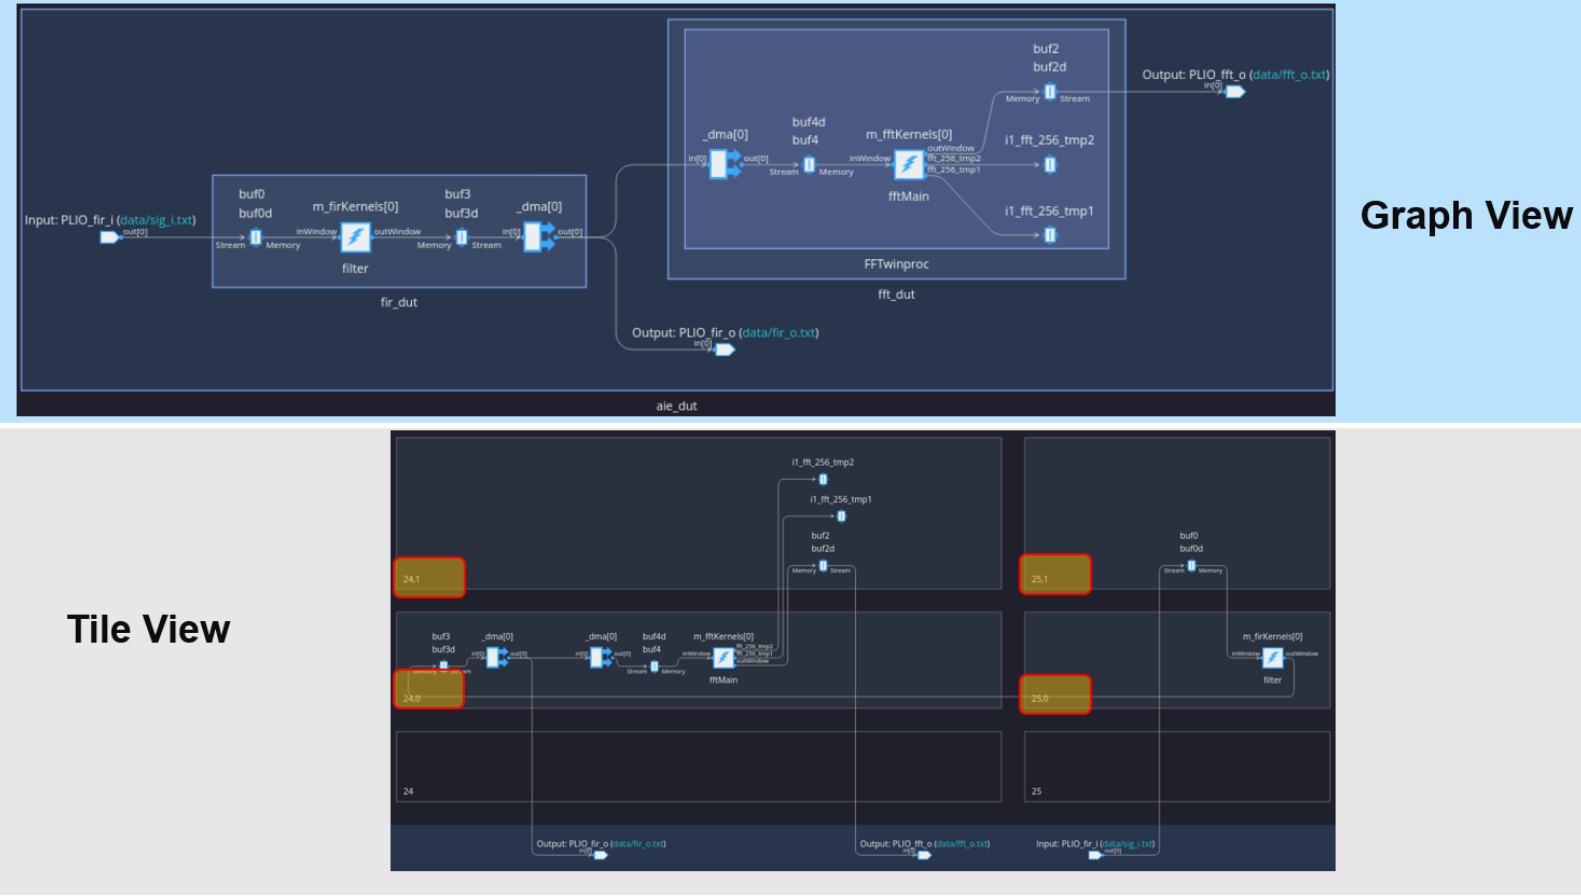 buf2
buf2d
Output: PLIO_fft_o (data/fft_o.txt)
in[0]
Memory
Stream
_dma[0]
buf4d
buf4
m_fftKernels[0]
i1_fft_256_tmp2
in[0]
out[0]
Stream
Memory
inWindow
outWindow
fft_256_tmp2
fft_256_tmp1
fftMain
i1_fft_256_tmp1
FFTwinproc
fft_dut
Graph View
buf0
buf0d
m_firKernels[0]
buf3
buf3d
_dma[0]
Input: PLIO_fir_i (data/sig_i.txt)
out[0]
Stream
Memory
inWindow
outWindow
Memory
Stream
in[0]
out[0]
filter
fir_dut
Output: PLIO_fir_o (data/fir_o.txt)
in[0]
aie_dut
Tile View
i1_fft_256_tmp2
i1_fft_256_tmp1
buf2
buf2d
Memory
Stream
24,1
buf0
buf0d
Stream
Memory
25,1
buf3
buf3d
_dma[0]
in[0]
out[0]
_dma[0]
in[0]
out[0]
buf4d
buf4
Stream
Memory
m_fftKernels[0]
inWindow
fft_256_tmp2
fft_256_tmp1
outWindow
fftMain
24,0
m_firKernels[0]
inWindow
outWindow
filter
25,0
24
25
Output: PLIO_fir_o (data/fir_o.txt)
in[0]
Output: PLIO_fft_o (data/fft_o.txt)
in[0]
Input: PLIO_fir_i (data/sig_i.txt)
out[0]